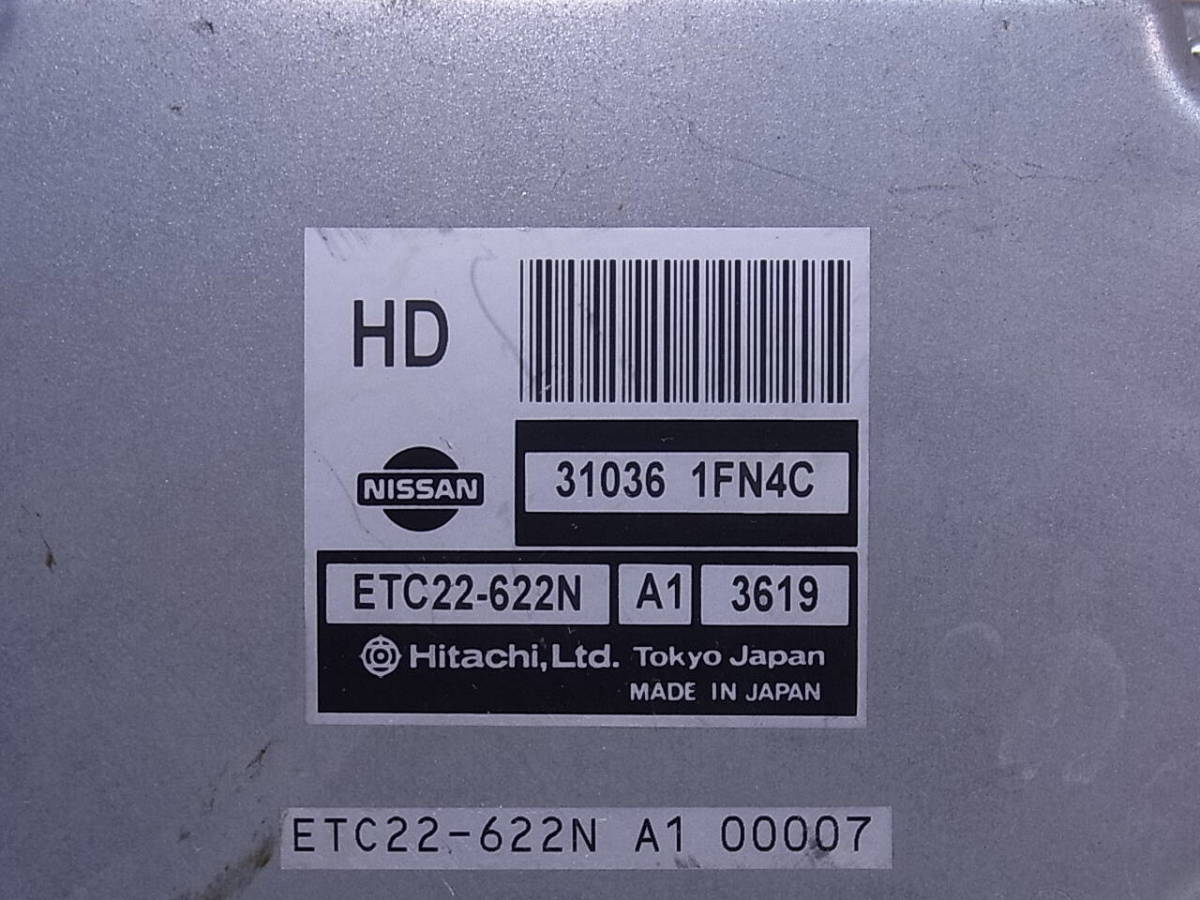 HD
NISSAN
31036 1FN4C
ETC22-622N A1 3619
Hitachi,Ltd. Tokyo Japan
MADE IN JAPAN
ETC22-622N A1 00007